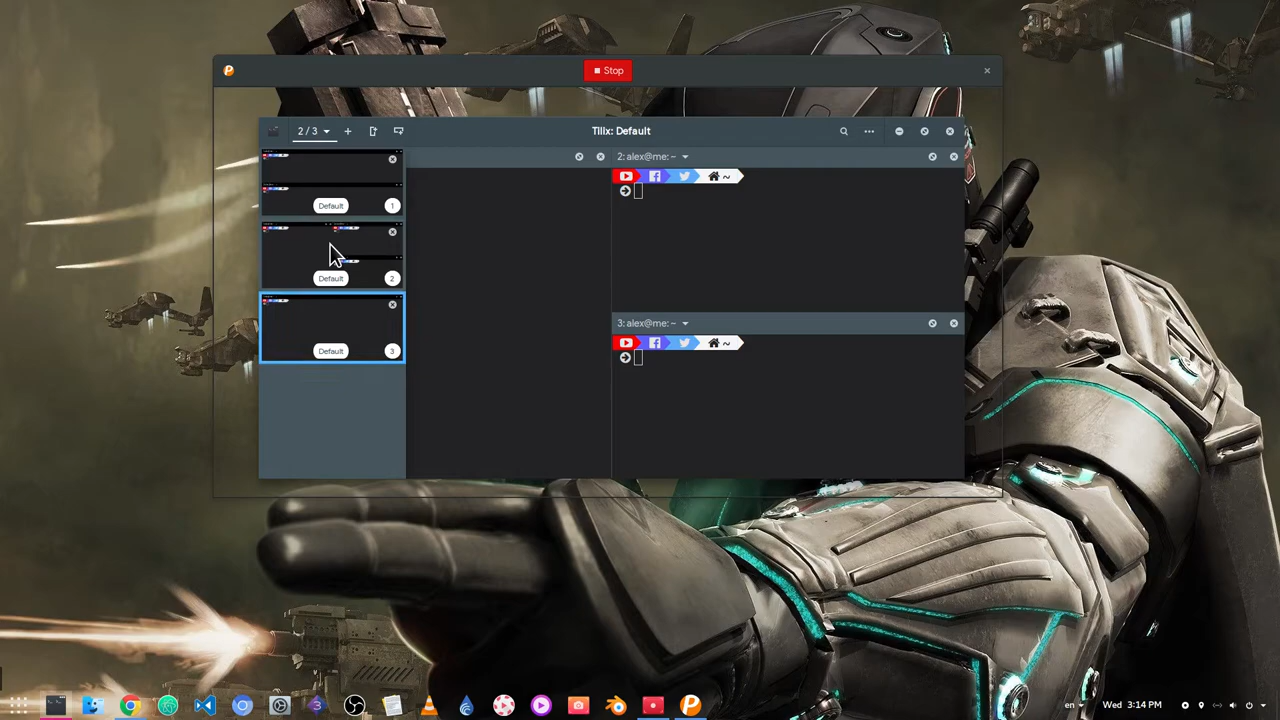 Stop
2 / 3
Tilix: Default
2: alex@me: ~
~
3: alex@me: ~
~
Default
1
Default
2
Default
3
en
Wed 3:14 PM